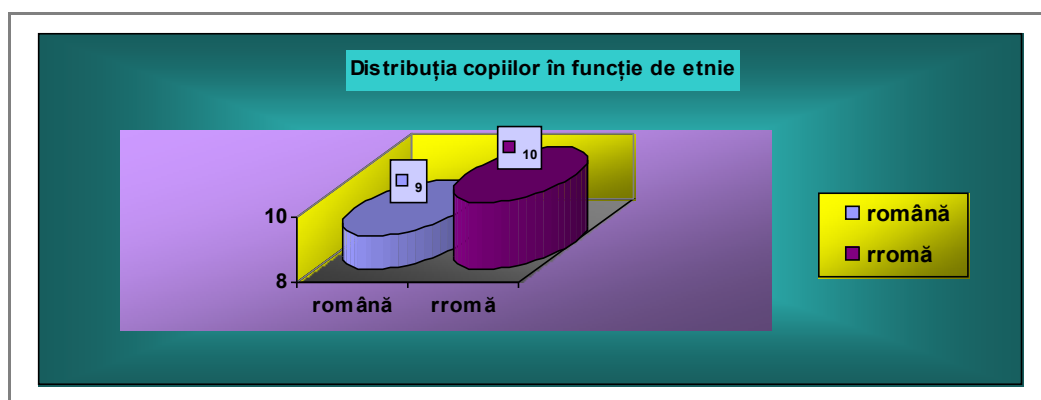 Distribuția copiilor în funcție de etnie
10
9
10
8
română
rromă
română
rromă